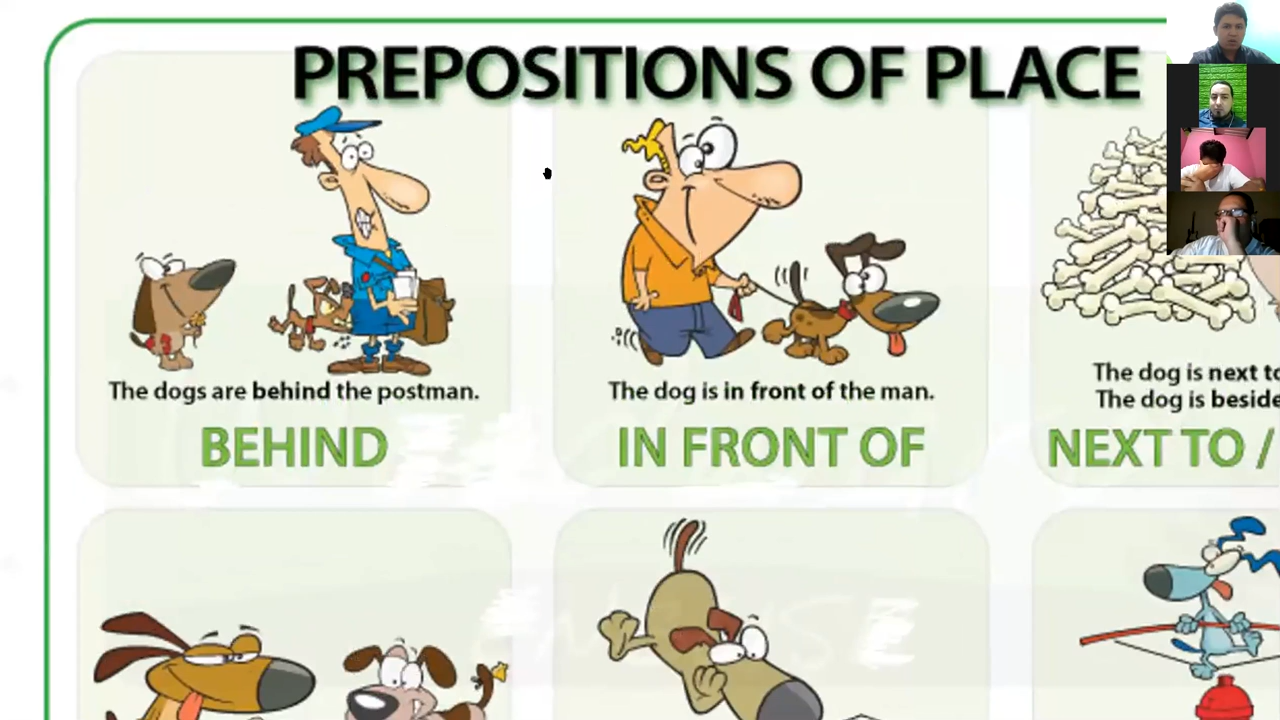 PREPOSITIONS OF PLACE
The dogs are behind the postman.
BEHIND
The dog is in front of the man.
IN FRONT OF
The dog is next to
The dog is beside
NEXT TO /